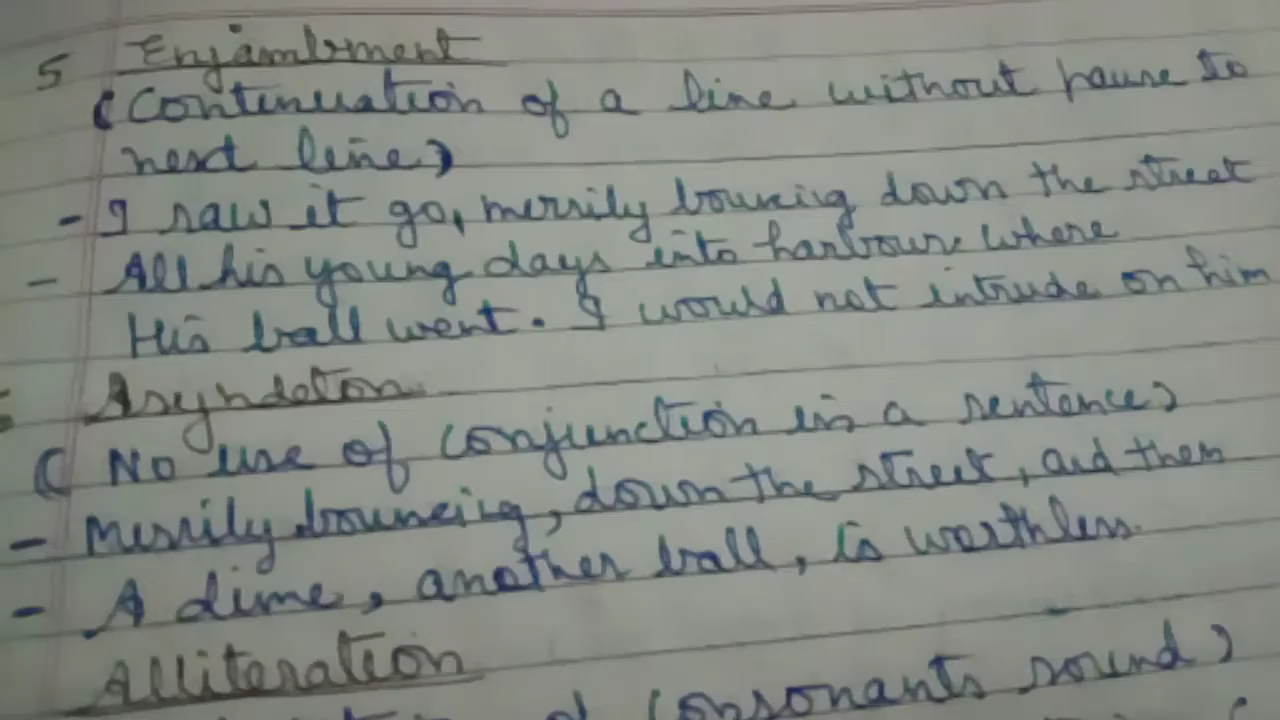 5 Enjambment
(Continuation of a line without pause to
next line)
- I saw it go, merrily bouncing down the street
- All his young days into harbour where
His ball went. I would not intrude on him
Asyndeton
( No use of conjunction in a sentence)
- Merrily bouncing, down the street, and then
- A dime, another ball, is worthless.
Alliteration
of consonants sound)